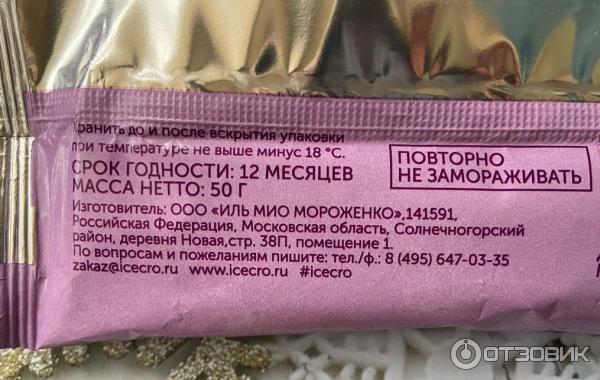 Хранить до и после вскрытия упаковки
при температуре не выше минус 18 °С.
СРОК ГОДНОСТИ: 12 МЕСЯЦЕВ
МАССА НЕТТО: 50 Г
ПОВТОРНО
НЕ ЗАМОРАЖИВАТЬ
Изготовитель: ООО «ИЛЬ МИО МОРОЖЕНКО»,141591,
Российская Федерация, Московская область, Солнечногорский
район, деревня Новая,стр. 38П, помещение 1.
По вопросам и пожеланиям пишите: тел./ф.: 8 (495) 647-03-35
zakaz@icecro.ru www.icecro.ru #icecro
ОТЗОВИК